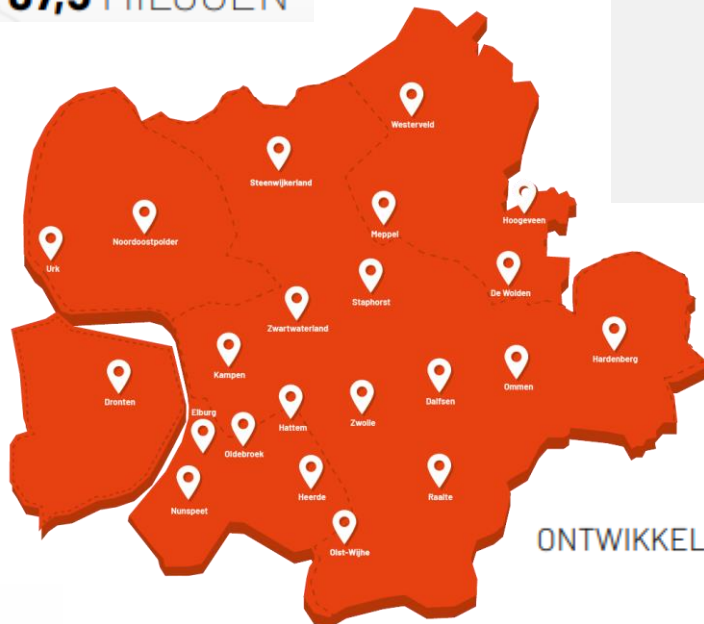 MILJOEN
Westerveld
Steenwijkerland
Hoogeveen
Meppel
Noordoostpolder
Urk
Staphorst
De Wolden
Zwartwaterland
Hardenberg
Kampen
Ommen
Dronten
Dalfsen
Elburg
Hattem
Zwolle
Oldebroek
Heerde
Raalte
Nunspeet
Olst-Wijhe
ONTWIKKEL